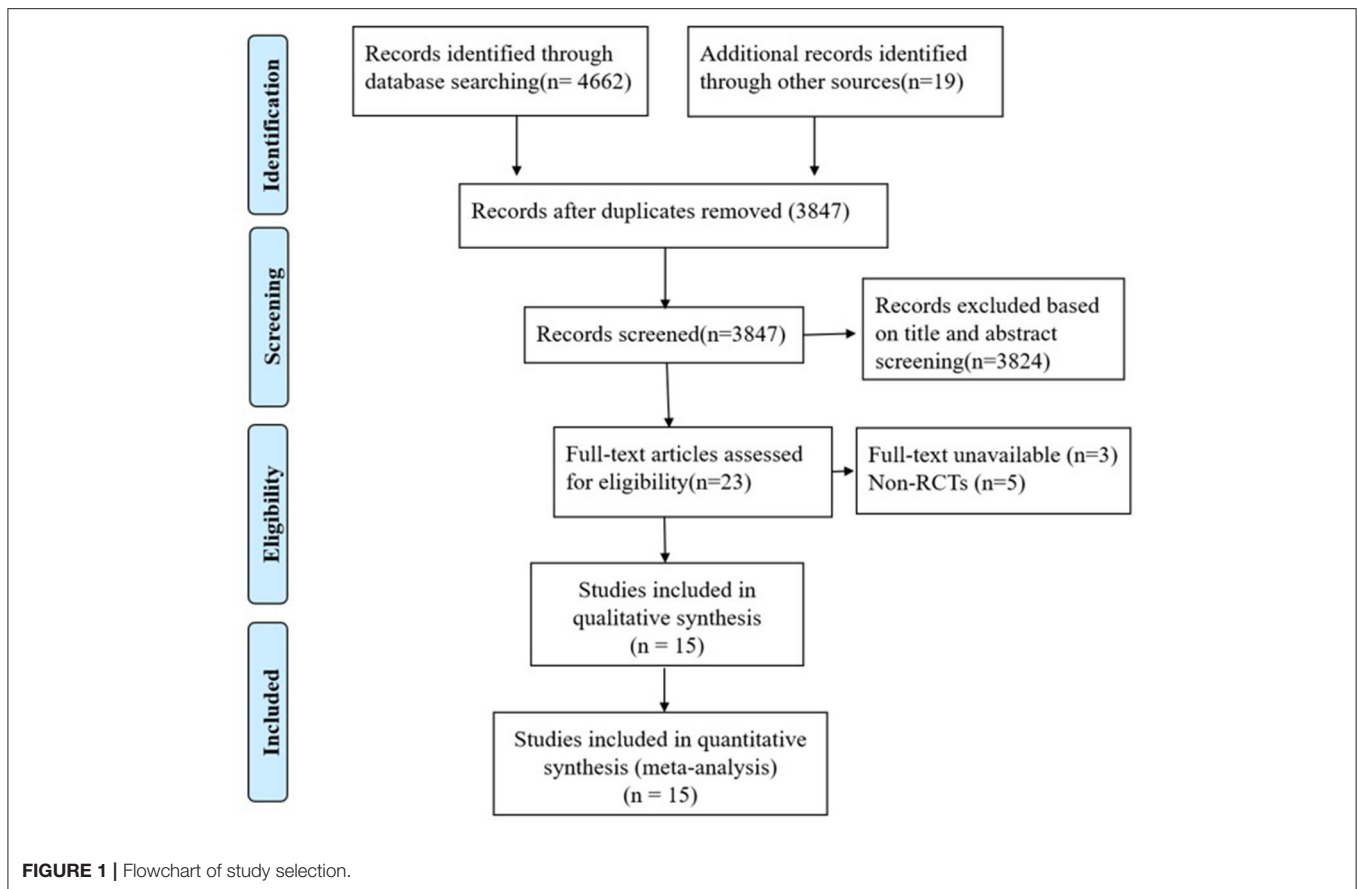 Identification
Records identified through
database searching(n= 4662)
Additional records identified
through other sources(n=19)
Records after duplicates removed (3847)
Screening
Records screened(n=3847)
Records excluded based
on title and abstract
screening(n=3824)
Eligibility
Full-text articles assessed
for eligibility(n=23)
Full-text unavailable (n=3)
Non-RCTs (n=5)
Studies included in
qualitative synthesis
(n = 15)
Included
Studies included in quantitative
synthesis (meta-analysis)
(n = 15)
FIGURE 1 | Flowchart of study selection.